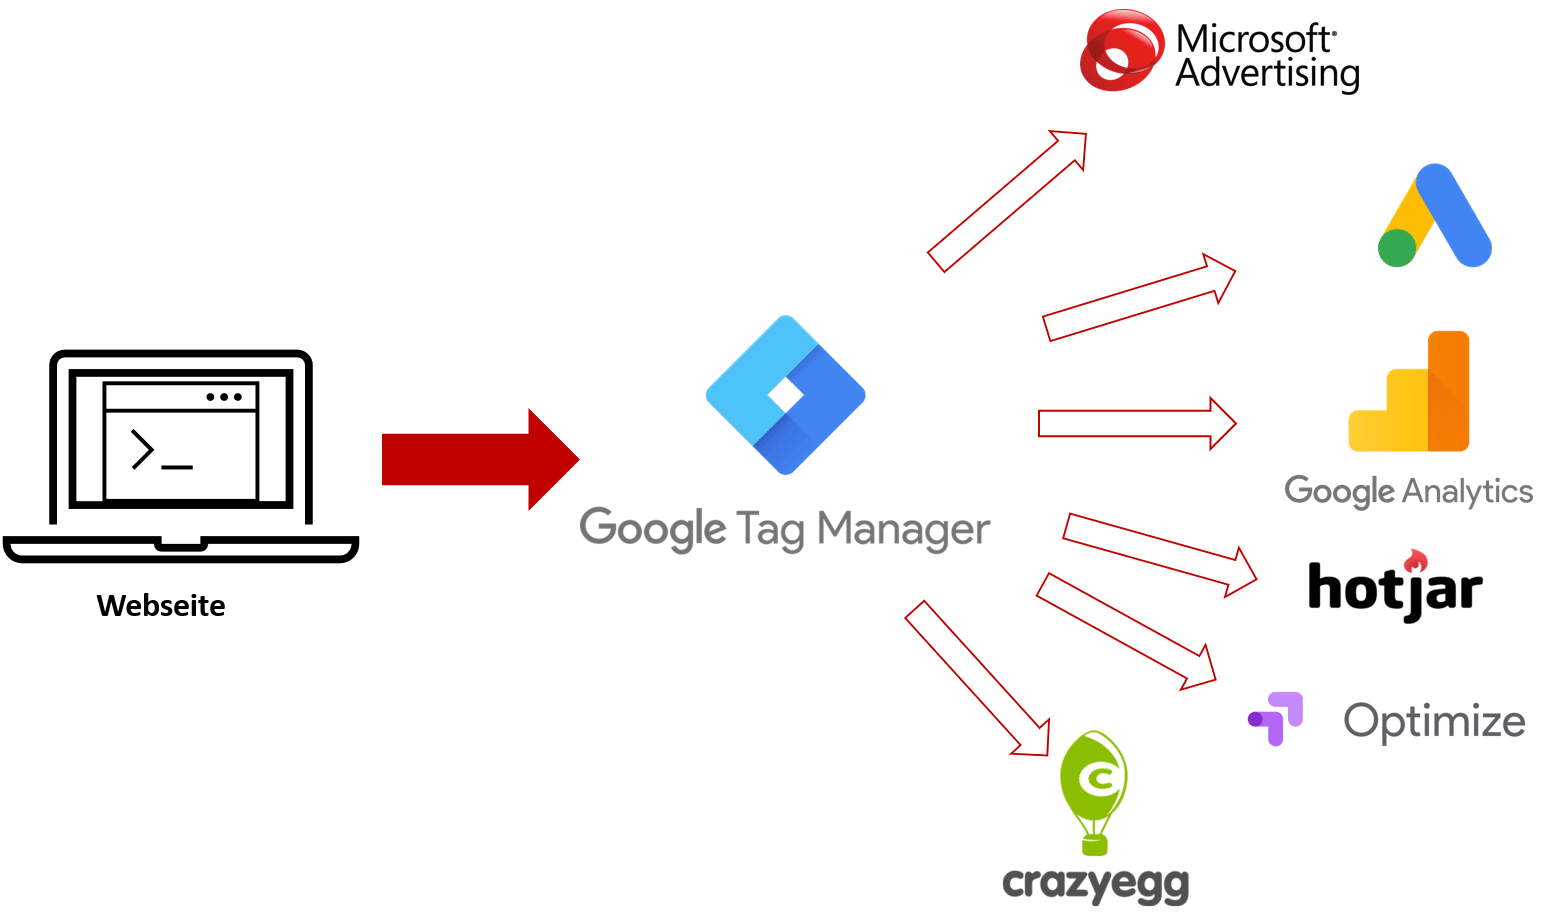 Microsoft®
Advertising
Google Analytics
Google Tag Manager
hotjar
Webseite
Optimize
c
crazyegg